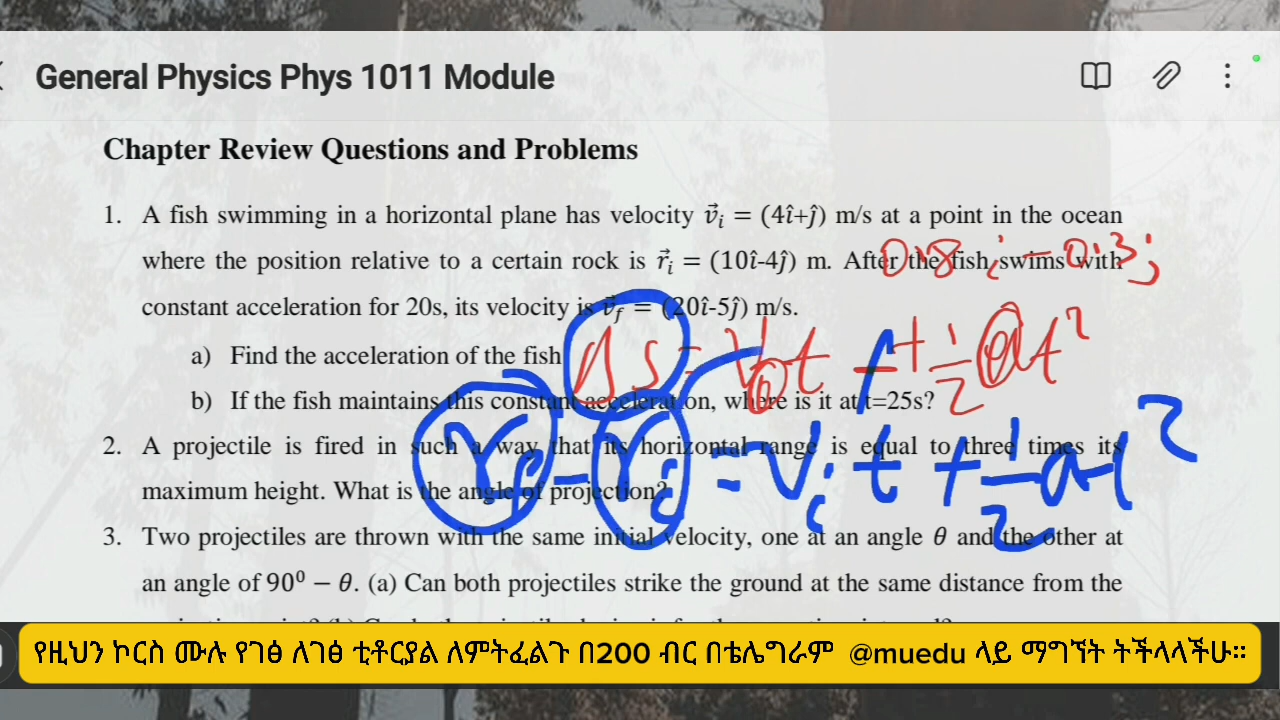 General Physics Phys 1011 Module
Chapter Review Questions and Problems
1. A fish swimming in a horizontal plane has velocity v⃗ᵢ = (4î+ĵ) m/s at a point in the ocean
where the position relative to a certain rock is r⃗ᵢ = (10î-4ĵ) m. After the fish swims with
0.8i - 0.3j
constant acceleration for 20s, its velocity is v⃗f = (20î-5ĵ) m/s.
a) Find the acceleration of the fish
Δs = V₀t + ½at²
b) If the fish maintains this constant acceleration, where is it at t=25s?
2. A projectile is fired in such a way that its horizontal range is equal to three times its
rf - ri = vi t + ½at²
maximum height. What is the angle of projection?
3. Two projectiles are thrown with the same initial velocity, one at an angle θ and the other at
an angle of 90⁰ − θ. (a) Can both projectiles strike the ground at the same distance from the
የዚህን ኮርስ ሙሉ የገፅ ለገፅ ቲቶርያል ለምትፈልጉ በ200 ብር በቴሌግራም @muedu ላይ ማግኘት ትችላላችሁ።